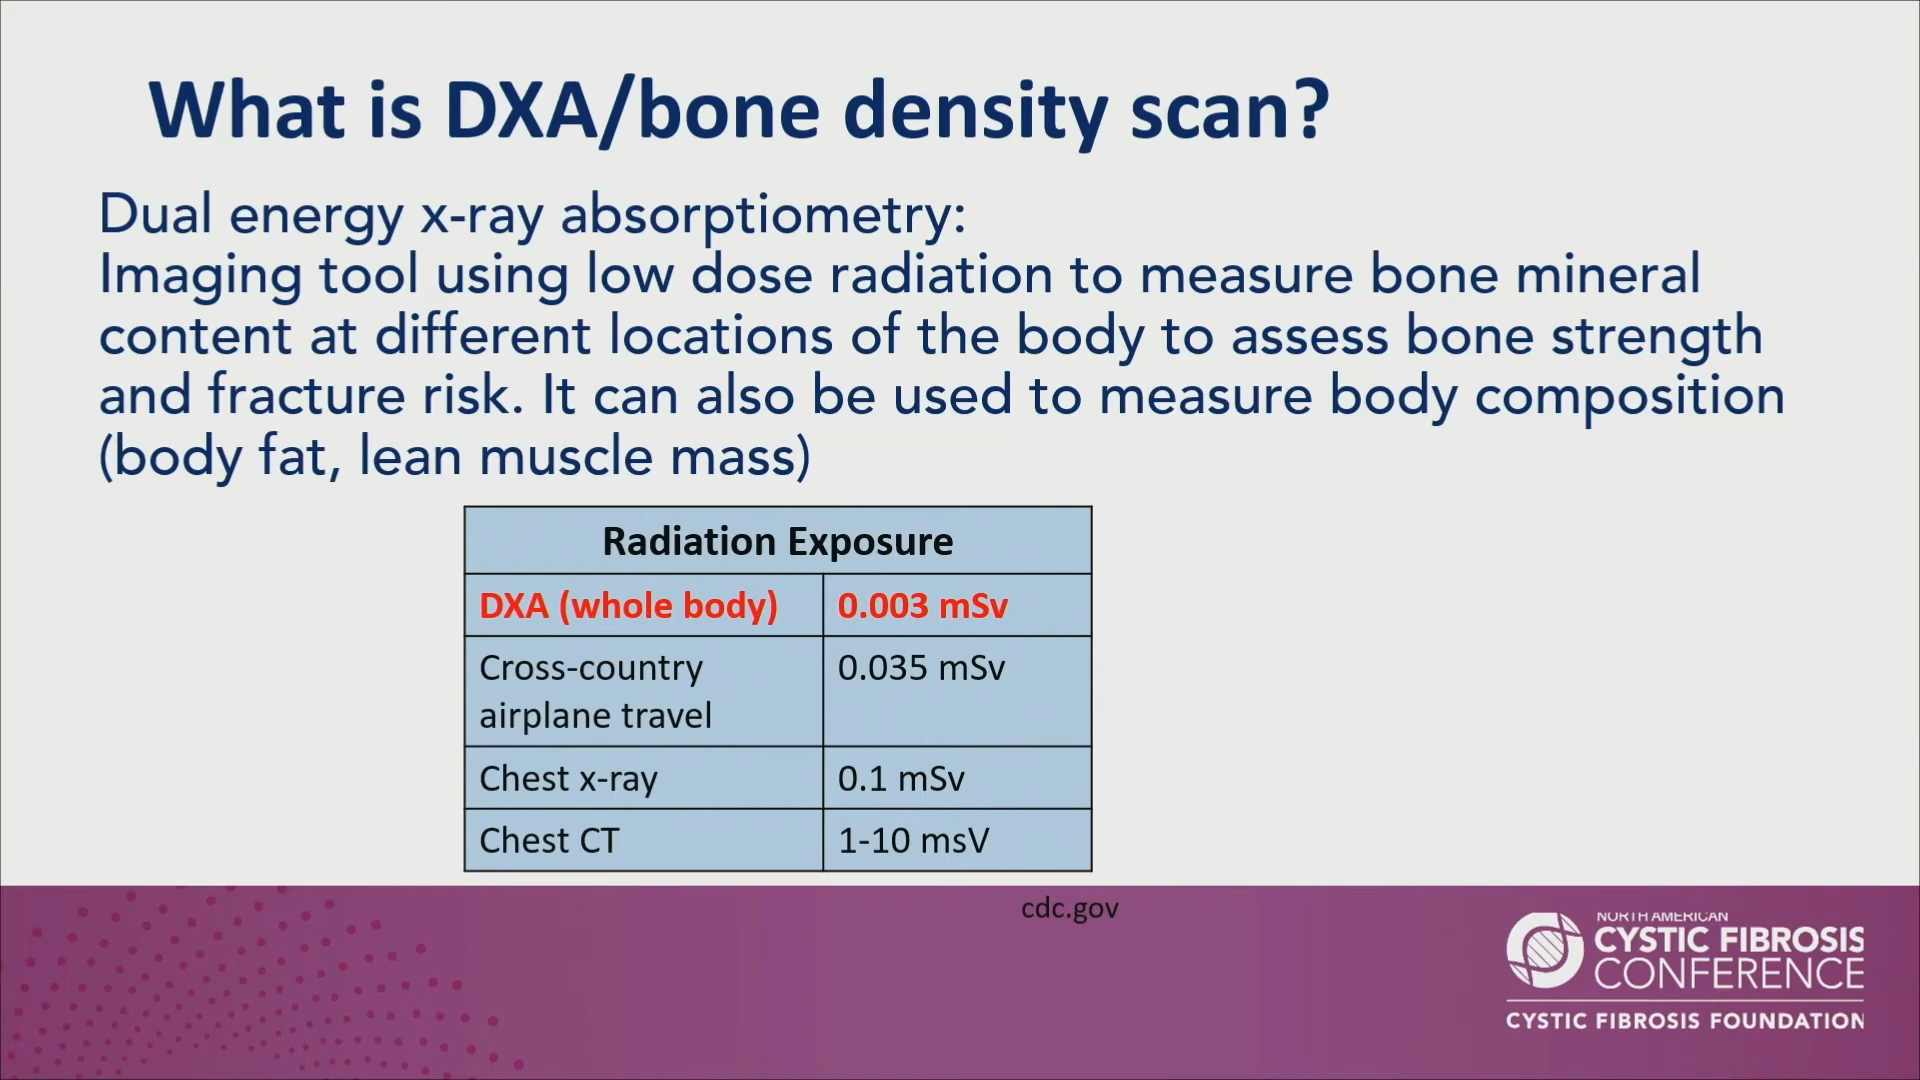 What is DXA/bone density scan?
Dual energy x-ray absorptiometry:
Imaging tool using low dose radiation to measure bone mineral
content at different locations of the body to assess bone strength
and fracture risk. It can also be used to measure body composition
(body fat, lean muscle mass)
Radiation Exposure
DXA (whole body) 0.003 mSv
Cross-country 0.035 mSv
airplane travel
Chest x-ray 0.1 mSv
Chest CT 1-10 msV
cdc.gov
NORTH AMERICAN
CYSTIC FIBROSIS
CONFERENCE
CYSTIC FIBROSIS FOUNDATION